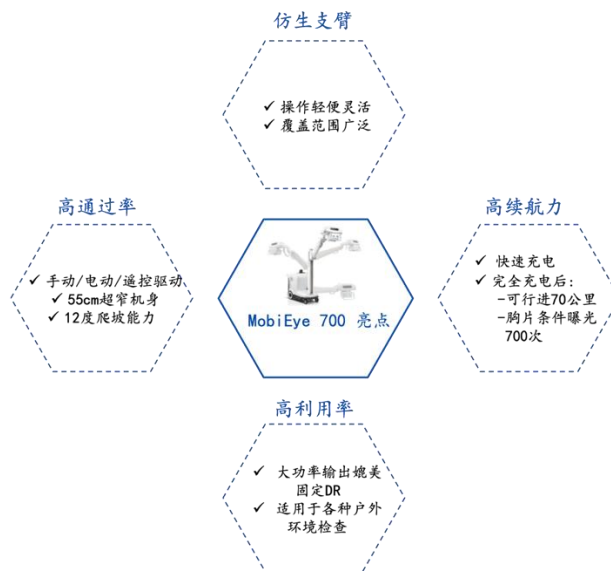 仿生支臂
✓ 操作轻便灵活
✓ 覆盖范围广泛
高通过率
✓ 手动/电动/遥控驱动
✓ 55cm超窄机身
✓ 12度爬坡能力
MobiEye 700 亮点
高续航力
✓ 快速充电
✓ 完全充电后:
-可行进70公里
-胸片条件曝光
700次
高利用率
✓ 大功率输出媲美
固定DR
✓ 适用于各种户外
环境检查